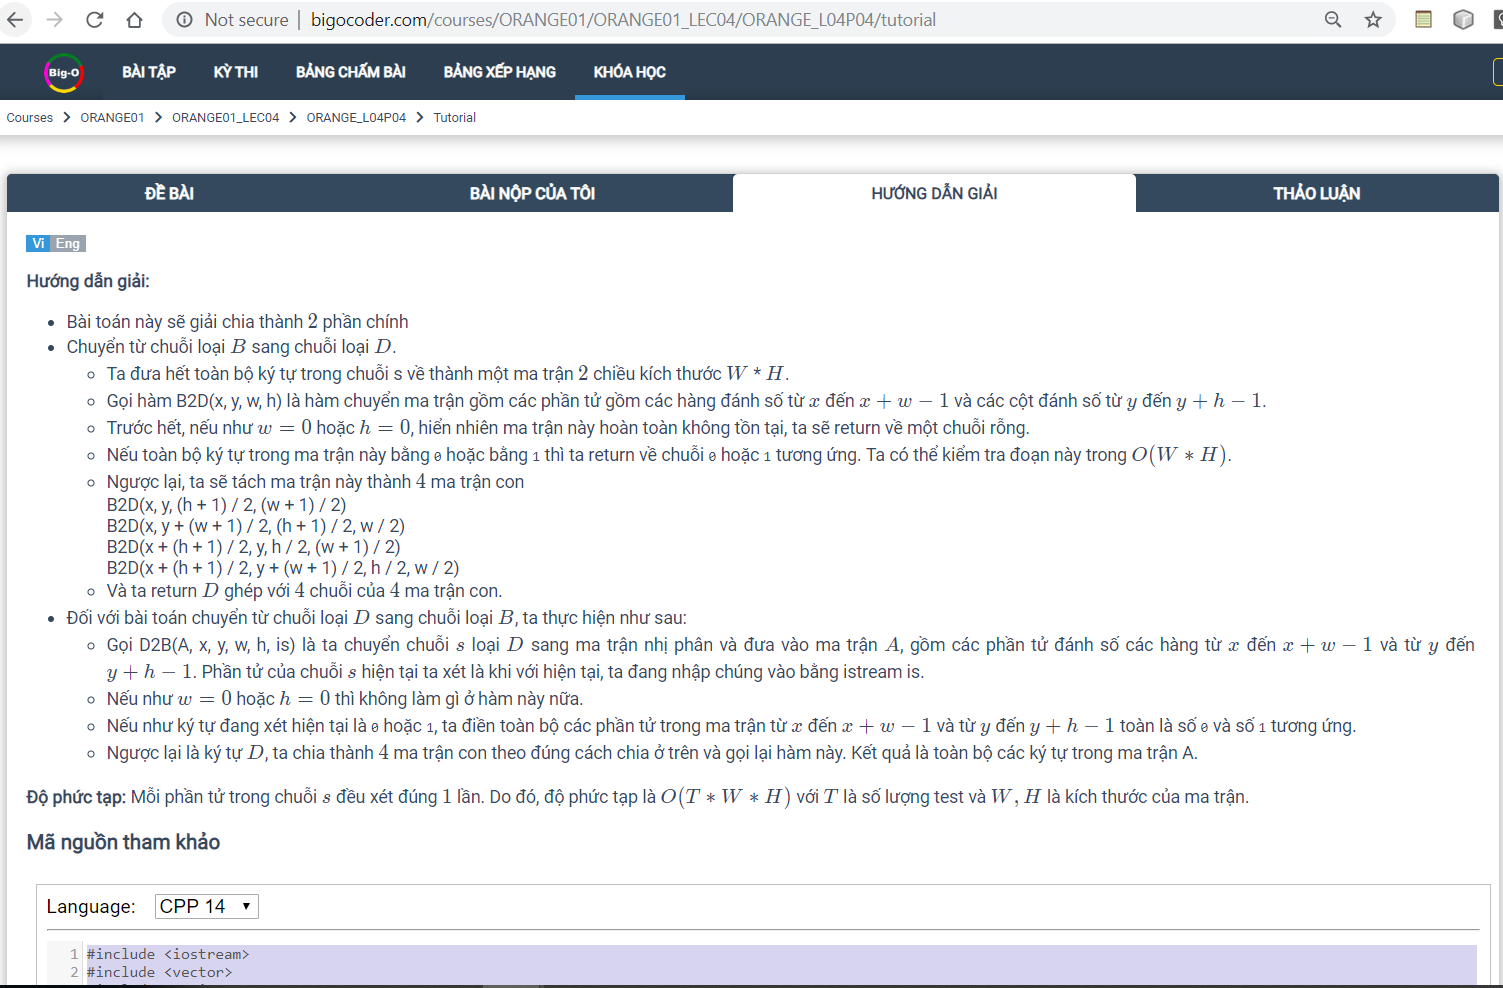 Not secure | bigocoder.com/courses/ORANGE01/ORANGE01_LEC04/ORANGE_L04P04/tutorial
Big-O BÀI TẬP KỲ THI BẢNG CHẤM BÀI BẢNG XẾP HẠNG KHÓA HỌC
Courses > ORANGE01 > ORANGE01_LEC04 > ORANGE_L04P04 > Tutorial
ĐỀ BÀI BÀI NỘP CỦA TÔI HƯỚNG DẪN GIẢI THẢO LUẬN
Vi Eng
Hướng dẫn giải:
• Bài toán này sẽ giải chia thành 2 phần chính
• Chuyển từ chuỗi loại B sang chuỗi loại D.
○ Ta đưa hết toàn bộ ký tự trong chuỗi s về thành một ma trận 2 chiều kích thước W * H.
○ Gọi hàm B2D(x, y, w, h) là hàm chuyển ma trận gồm các phần tử gồm các hàng đánh số từ x đến x + w − 1 và các cột đánh số từ y đến y + h − 1.
○ Trước hết, nếu như w = 0 hoặc h = 0, hiển nhiên ma trận này hoàn toàn không tồn tại, ta sẽ return về một chuỗi rỗng.
○ Nếu toàn bộ ký tự trong ma trận này bằng 0 hoặc bằng 1 thì ta return về chuỗi 0 hoặc 1 tương ứng. Ta có thể kiểm tra đoạn này trong O(W * H).
○ Ngược lại, ta sẽ tách ma trận này thành 4 ma trận con
B2D(x, y, (h + 1) / 2, (w + 1) / 2)
B2D(x, y + (w + 1) / 2, (h + 1) / 2, w / 2)
B2D(x + (h + 1) / 2, y, h / 2, (w + 1) / 2)
B2D(x + (h + 1) / 2, y + (w + 1) / 2, h / 2, w / 2)
○ Và ta return D ghép với 4 chuỗi của 4 ma trận con.
• Đối với bài toán chuyển từ chuỗi loại D sang chuỗi loại B, ta thực hiện như sau:
○ Gọi D2B(A, x, y, w, h, is) là ta chuyển chuỗi s loại D sang ma trận nhị phân và đưa vào ma trận A, gồm các phần tử đánh số các hàng từ x đến x + w − 1 và từ y đến
y + h − 1. Phần tử của chuỗi s hiện tại ta xét là khi với hiện tại, ta đang nhập chúng vào bằng istream is.
○ Nếu như w = 0 hoặc h = 0 thì không làm gì ở hàm này nữa.
○ Nếu như ký tự đang xét hiện tại là 0 hoặc 1, ta điền toàn bộ các phần tử trong ma trận từ x đến x + w − 1 và từ y đến y + h − 1 toàn là số 0 và số 1 tương ứng.
○ Ngược lại là ký tự D, ta chia thành 4 ma trận con theo đúng cách chia ở trên và gọi lại hàm này. Kết quả là toàn bộ các ký tự trong ma trận A.
Độ phức tạp: Mỗi phần tử trong chuỗi s đều xét đúng 1 lần. Do đó, độ phức tạp là O(T * W * H) với T là số lượng test và W, H là kích thước của ma trận.
Mã nguồn tham khảo
Language: CPP 14
1 #include <iostream>
2 #include <vector>